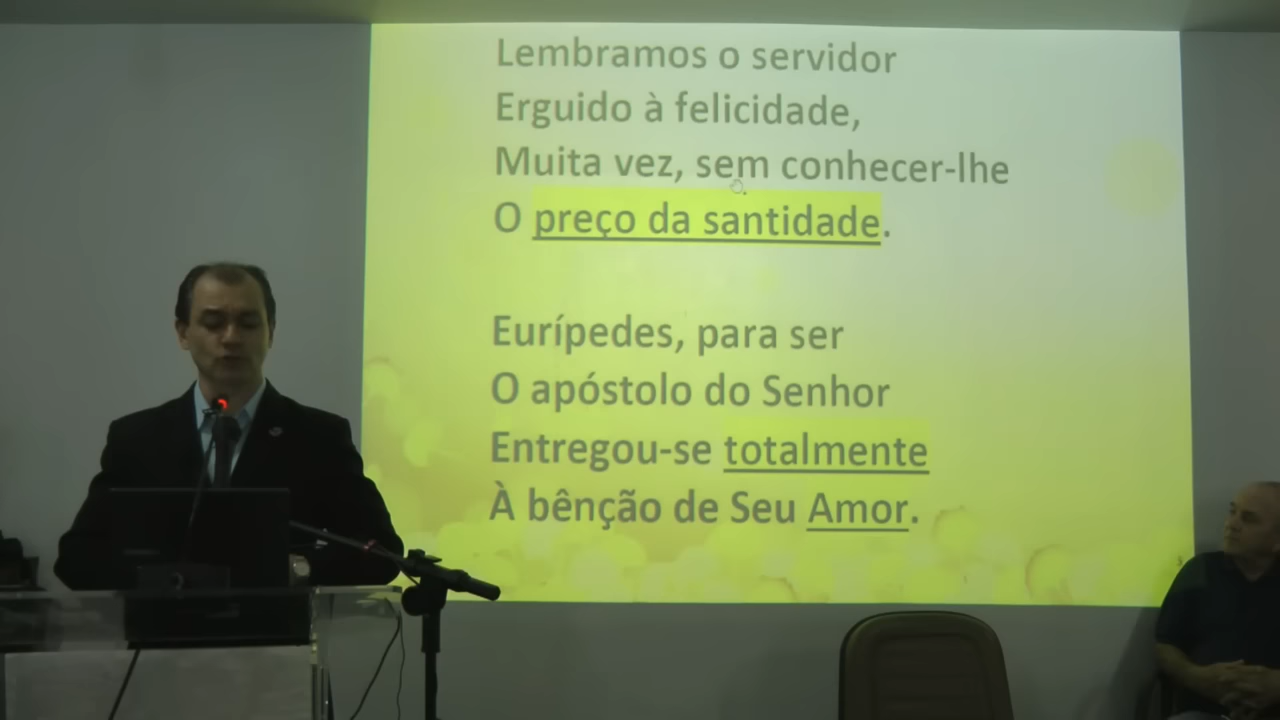 Lembramos o servidor
Erguido à felicidade,
Muita vez, sem conhecer-lhe
O preço da santidade.
Eurípedes, para ser
O apóstolo do Senhor
Entregou-se totalmente
À bênção de Seu Amor.